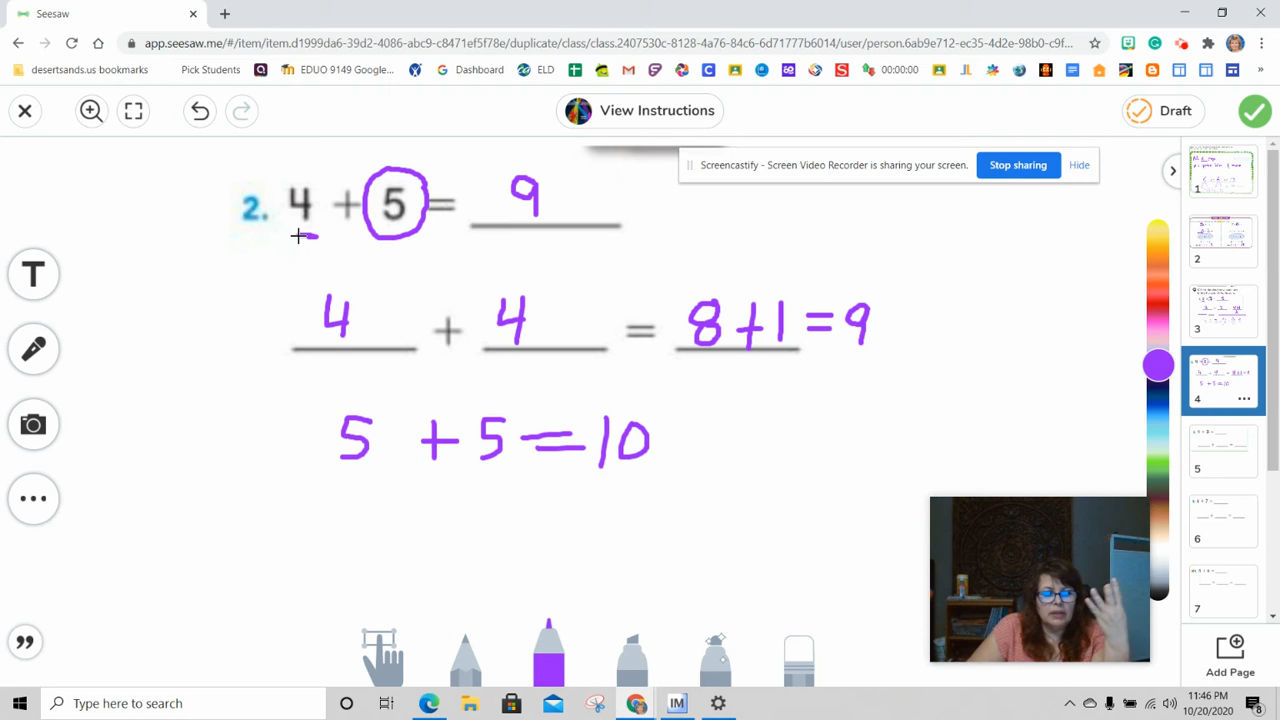 Seesaw
app.seesaw.me/#/item/item.d1999da6-39d2-4086-ab69-c8071ef6f78e/duplicate/class/class.2407530c-8128-4a76-84c6-6d71777b6014/user/person.6ab9e712-ec35-4d2e-98b0-c9f...
desertsands.us bookmarks Pick Students EDUO 9149 Google... Dashboard ELD 00:00:00
View Instructions
Draft
Screencastify - Screen Video Recorder is sharing your screen. Stop sharing Hide
2. 4 + 5 = 9
4 + 4 = 8+1=9
5 + 5 = 10
T
1
2
3
4
5
6
7
Add Page
Type here to search
11:46 PM
10/20/2020
8